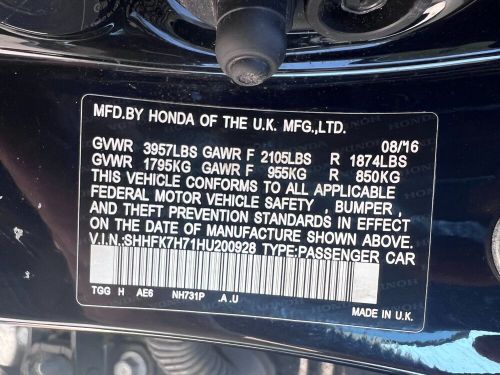 MFD.BY HONDA OF THE U.K. MFG.,LTD.
08/16
GVWR 3957LBS GAWR F 2105LBS R 1874LBS
GVWR 1795KG GAWR F 955KG R 850KG
THIS VEHICLE CONFORMS TO ALL APPLICABLE
FEDERAL MOTOR VEHICLE SAFETY , BUMPER ,
AND THEFT PREVENTION STANDARDS IN EFFECT
ON THE DATE OF MANUFACTURE SHOWN ABOVE.
V.I.N.:SHHFK7H71HU200928 TYPE:PASSENGER CAR
TGG H AE6 NH731P .A.U
MADE IN U.K.